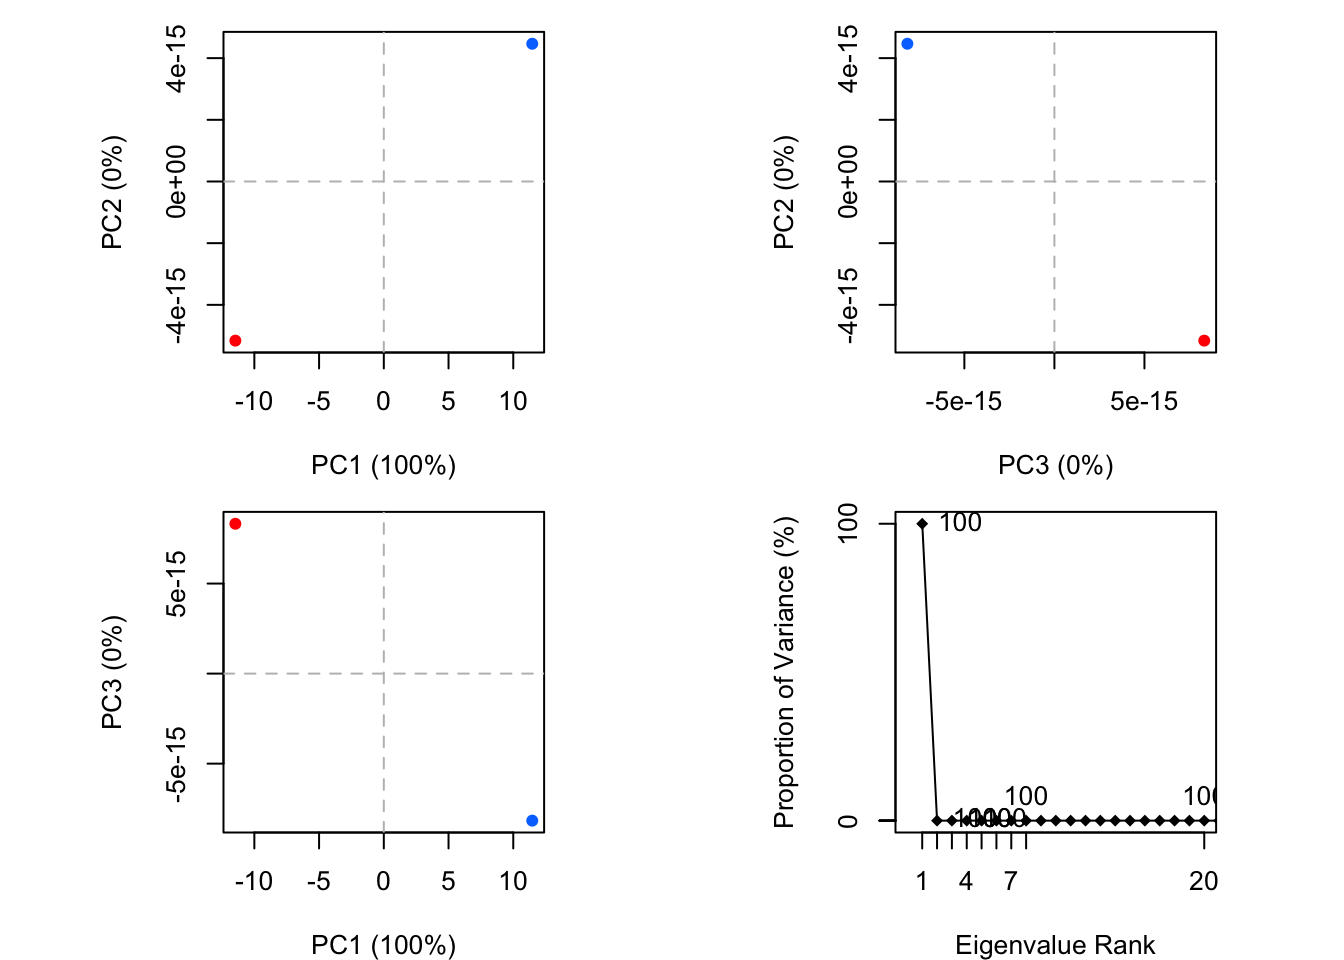 4e-15
0e+00
-4e-15
PC2 (0%)
-10 -5 0 5 10
PC1 (100%)
4e-15
0e+00
-4e-15
PC2 (0%)
-5e-15 5e-15
PC3 (0%)
5e-15
-5e-15
PC3 (0%)
-10 -5 0 5 10
PC1 (100%)
100
0
Proportion of Variance (%)
100
100
1 4 7 20
Eigenvalue Rank